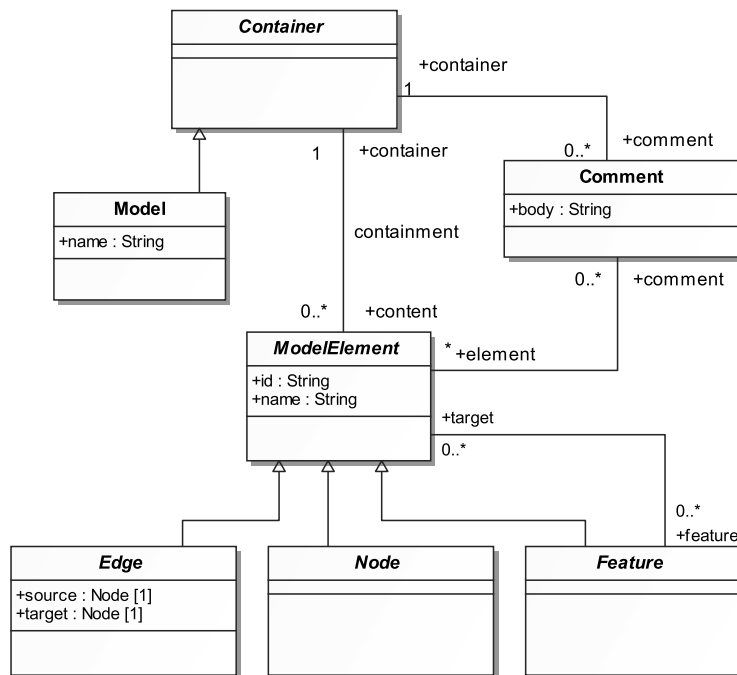 Container
+container
1
1
+container
0..*
+comment
Model
+name : String
Comment
+body : String
containment
0..*
+comment
0..*
+content
ModelElement
*
+element
+id : String
+name : String
+target
0..*
0..*
+feature
Edge
+source : Node [1]
+target : Node [1]
Node
Feature